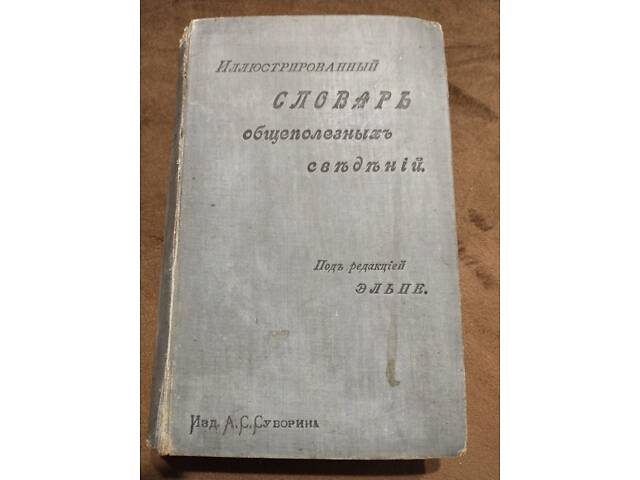 Иллюстрированный
СЛОВАРЬ
общеполезныхъ
свѣдѣній.
Подъ редакціей
ЭЛЬПЕ.
Изд. А.С.Суворина